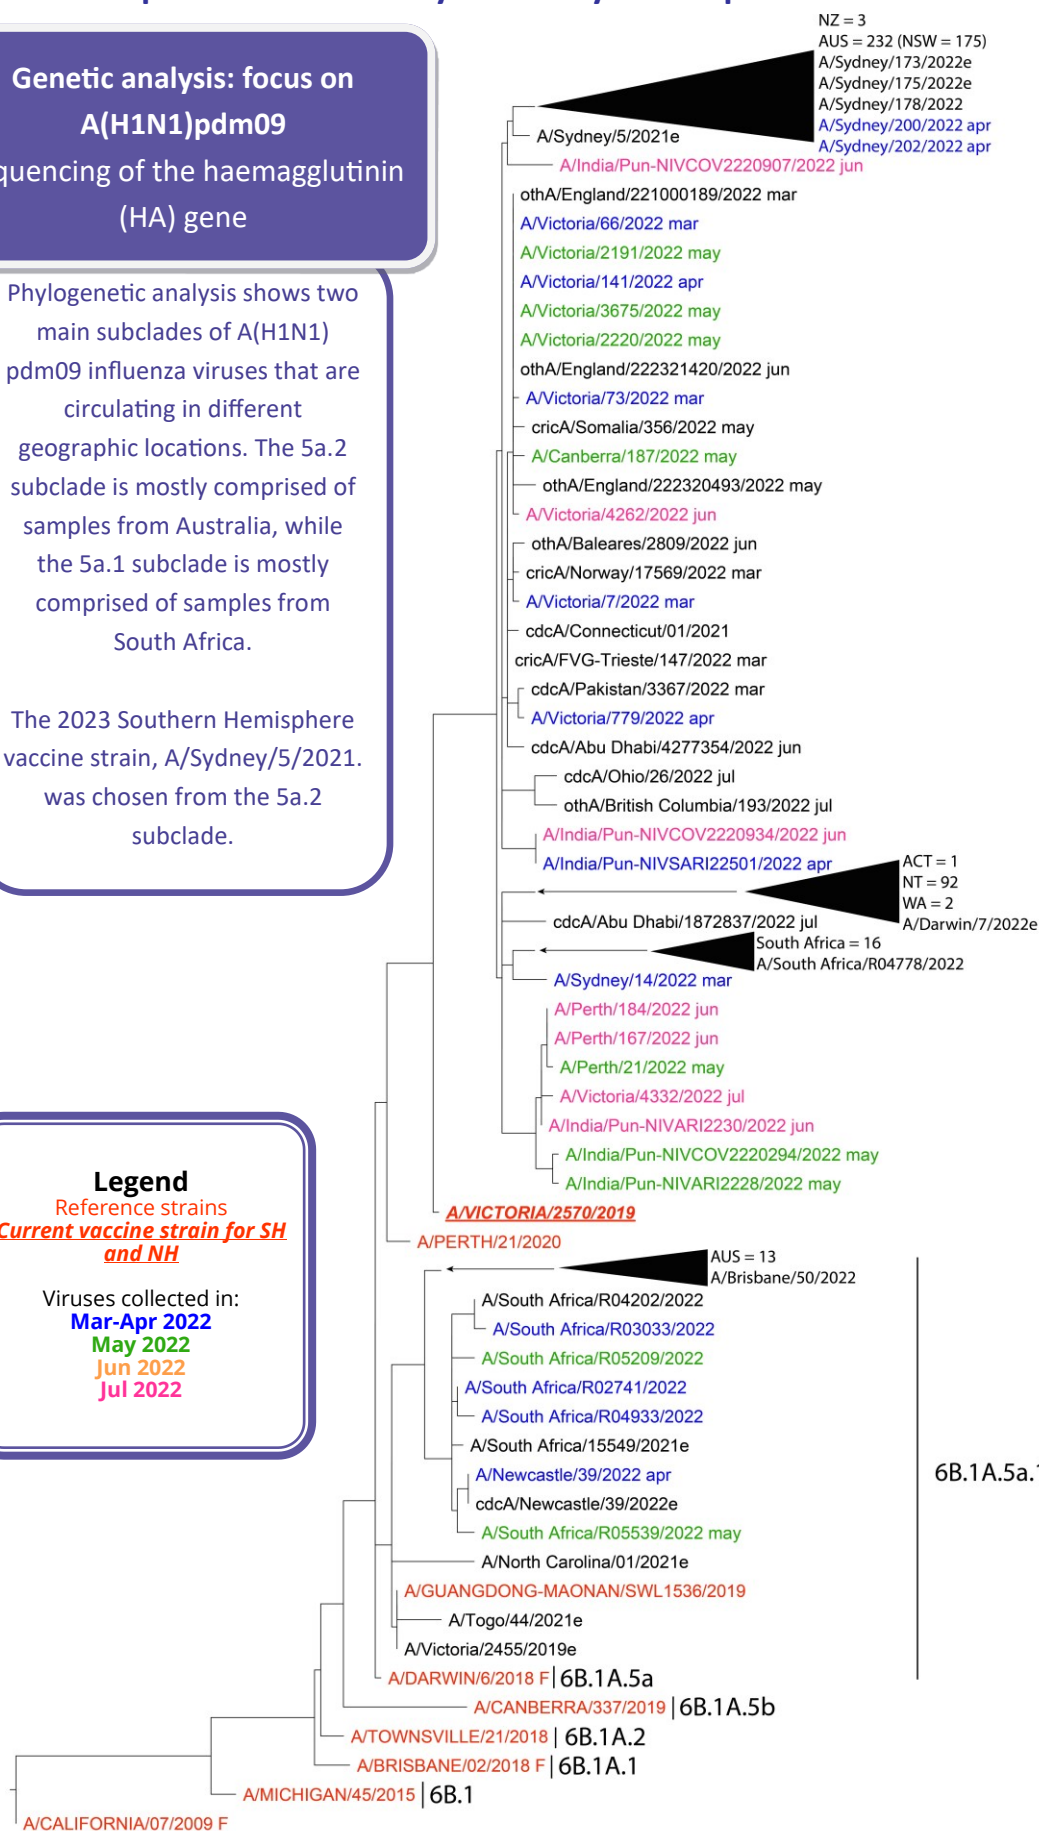 Genetic analysis: focus on
A(H1N1)pdm09
quencing of the haemagglutinin
(HA) gene
Phylogenetic analysis shows two
main subclades of A(H1N1)
pdm09 influenza viruses that are
circulating in different
geographic locations. The 5a.2
subclade is mostly comprised of
samples from Australia, while
the 5a.1 subclade is mostly
comprised of samples from
South Africa.
The 2023 Southern Hemisphere
vaccine strain, A/Sydney/5/2021.
was chosen from the 5a.2
subclade.
Legend
Reference strains
Current vaccine strain for SH
and NH
Viruses collected in:
Mar-Apr 2022
May 2022
Jun 2022
Jul 2022
NZ = 3
AUS = 232 (NSW = 175)
A/Sydney/173/2022e
A/Sydney/175/2022e
A/Sydney/178/2022
A/Sydney/200/2022 apr
A/Sydney/202/2022 apr
A/Sydney/5/2021e
A/India/Pun-NIVCOV2220907/2022 jun
othA/England/221000189/2022 mar
A/Victoria/66/2022 mar
A/Victoria/2191/2022 may
A/Victoria/141/2022 apr
A/Victoria/3675/2022 may
A/Victoria/2220/2022 may
othA/England/222321420/2022 jun
A/Victoria/73/2022 mar
cricA/Somalia/356/2022 may
A/Canberra/187/2022 may
othA/England/222320493/2022 may
A/Victoria/4262/2022 jun
othA/Baleares/2809/2022 jun
cricA/Norway/17569/2022 mar
A/Victoria/7/2022 mar
cdcA/Connecticut/01/2021
cricA/FVG-Trieste/147/2022 mar
cdcA/Pakistan/3367/2022 mar
A/Victoria/779/2022 apr
cdcA/Abu Dhabi/4277354/2022 jun
cdcA/Ohio/26/2022 jul
othA/British Columbia/193/2022 jul
A/India/Pun-NIVCOV2220934/2022 jun
A/India/Pun-NIVSARI22501/2022 apr
ACT = 1
NT = 92
WA = 2
A/Darwin/7/2022e
cdcA/Abu Dhabi/1872837/2022 jul
South Africa = 16
A/South Africa/R04778/2022
A/Sydney/14/2022 mar
A/Perth/184/2022 jun
A/Perth/167/2022 jun
A/Perth/21/2022 may
A/Victoria/4332/2022 jul
A/India/Pun-NIVARI2230/2022 jun
A/India/Pun-NIVCOV2220294/2022 may
A/India/Pun-NIVARI2228/2022 may
A/VICTORIA/2570/2019
A/PERTH/21/2020
AUS = 13
A/Brisbane/50/2022
A/South Africa/R04202/2022
A/South Africa/R03033/2022
A/South Africa/R05209/2022
A/South Africa/R02741/2022
A/South Africa/R04933/2022
A/South Africa/15549/2021e
A/Newcastle/39/2022 apr
cdcA/Newcastle/39/2022e
A/South Africa/R05539/2022 may
A/North Carolina/01/2021e
A/GUANGDONG-MAONAN/SWL1536/2019
A/Togo/44/2021e
A/Victoria/2455/2019e
6B.1A.5a.1
A/DARWIN/6/2018 F 6B.1A.5a
A/CANBERRA/337/2019 6B.1A.5b
A/TOWNSVILLE/21/2018 6B.1A.2
A/BRISBANE/02/2018 F 6B.1A.1
A/MICHIGAN/45/2015 6B.1
A/CALIFORNIA/07/2009 F